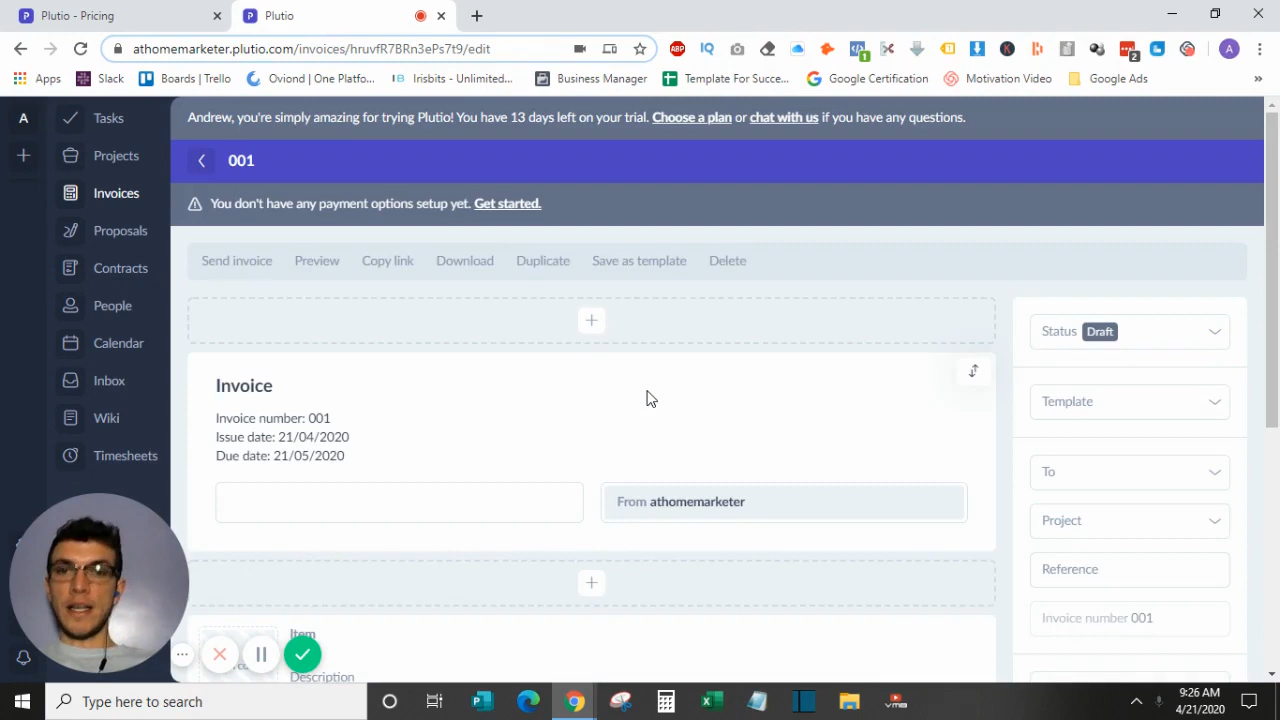 Plutio - Pricing
Plutio
athomemarketer.plutio.com/invoices/hruvfR7BRn3ePs7t9/edit
ABP
IQ
1
K
2
A
Apps
Slack
Boards | Trello
Oviond | One Platfo...
Irisbits - Unlimited...
Business Manager
Template For Succe...
Google Certification
Motivation Video
Google Ads
A
Tasks
Projects
Invoices
Proposals
Contracts
People
Calendar
Inbox
Wiki
Timesheets
Andrew, you're simply amazing for trying Plutio! You have 13 days left on your trial. Choose a plan or chat with us if you have any questions.
001
You don't have any payment options setup yet. Get started.
Send invoice
Preview
Copy link
Download
Duplicate
Save as template
Delete
Invoice
Invoice number: 001
Issue date: 21/04/2020
Due date: 21/05/2020
From athomemarketer
Item
Description
Status Draft
Template
To
Project
Reference
Invoice number 001
Type here to search
9:26 AM
4/21/2020